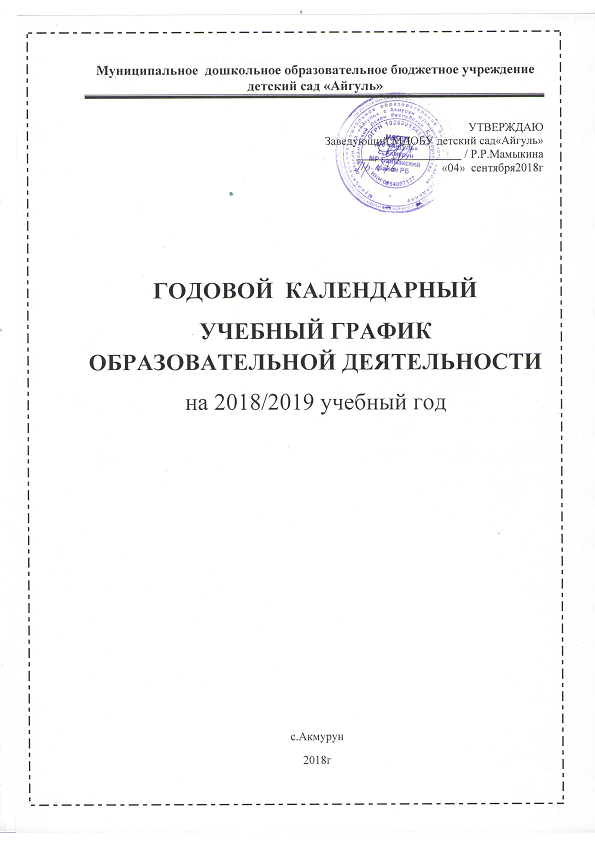 Муниципальное дошкольное образовательное бюджетное учреждение
детский сад «Айгуль»
УТВЕРЖДАЮ
Заведующий МДОБУ детский сад«Айгуль»
/ Р.Р.Мамыкина
«04» сентября2018г
ГОДОВОЙ КАЛЕНДАРНЫЙ
УЧЕБНЫЙ ГРАФИК
ОБРАЗОВАТЕЛЬНОЙ ДЕЯТЕЛЬНОСТИ
на 2018/2019 учебный год
с.Акмурун
2018г